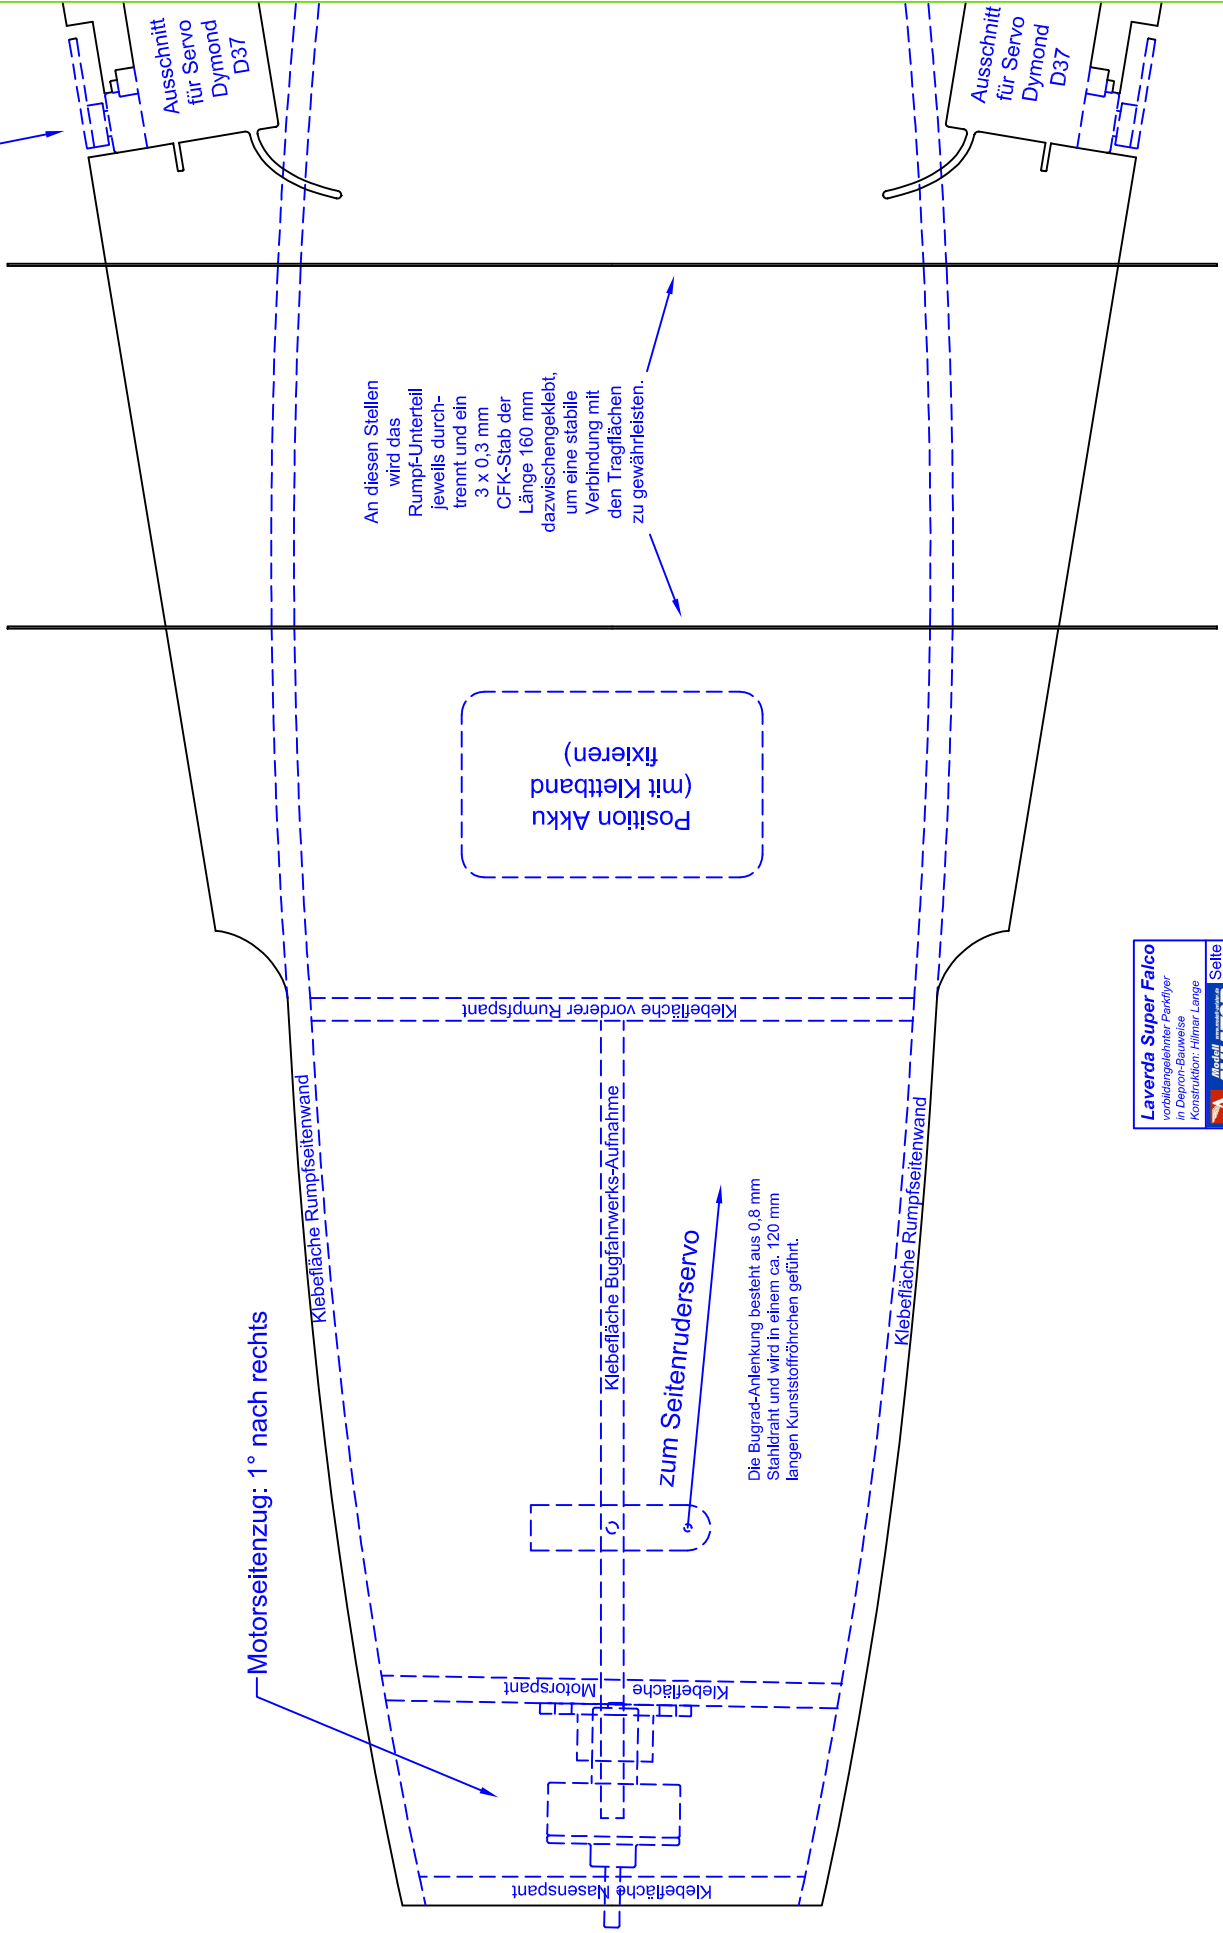 Ausschnitt
für Servo
Dymond
D37
Ausschnitt
für Servo
Dymond
D37
An diesen Stellen
wird das
Rumpf-Unterteil
jeweils durch-
trennt und ein
3 x 0,3 mm
CFK-Stab der
Länge 160 mm
dazwischengeklebt,
um eine stabile
Verbindung mit
den Tragflächen
zu gewährleisten.
Position Akku
(mit Klettband
fixieren)
Klebefläche vorderer Rumpfspant
Klebefläche Rumpfseitenwand
Klebefläche Bugfahrwerks-Aufnahme
Klebefläche Rumpfseitenwand
zum Seitenruderservo
Die Bugrad-Anlenkung besteht aus 0,8 mm
Stahldraht und wird in einem ca. 120 mm
langen Kunststoffröhrchen geführt.
Motorseitenzug: 1° nach rechts
Klebefläche Motorspant
Klebefläche Nasenspant
Laverda Super Falco
vorbildangelehnter Parkflyer
in Depron-Bauweise
Konstruktion: Hilmar Lange
Modell
Seite